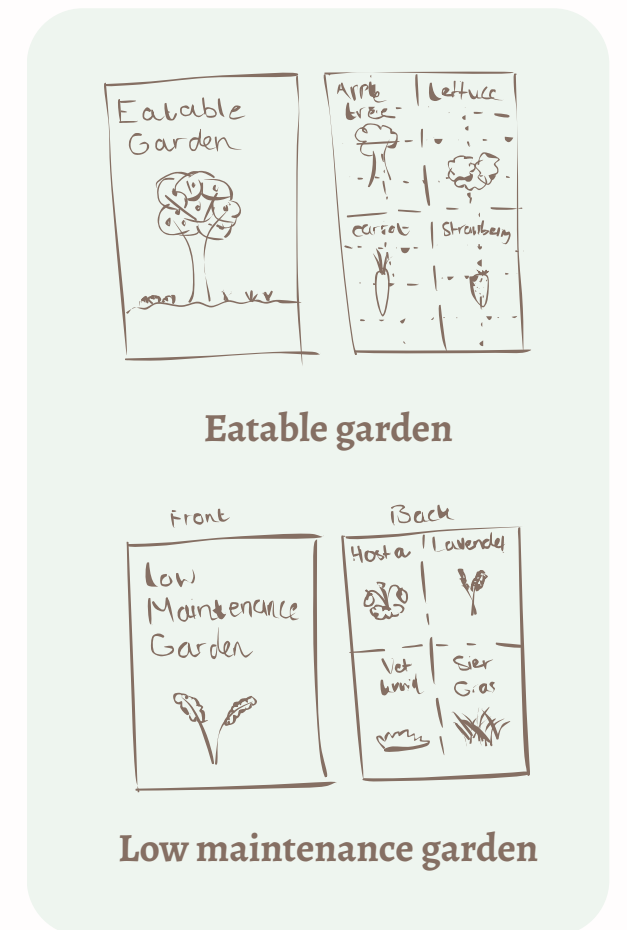 Eatable
Garden
Apple
tree
Lettuce
carrot
Strawberry
Eatable garden
Front
Back
Low
Maintenance
Garden
Hosta
Lavendel
Vet
kruid
Sier
Gras
Low maintenance garden